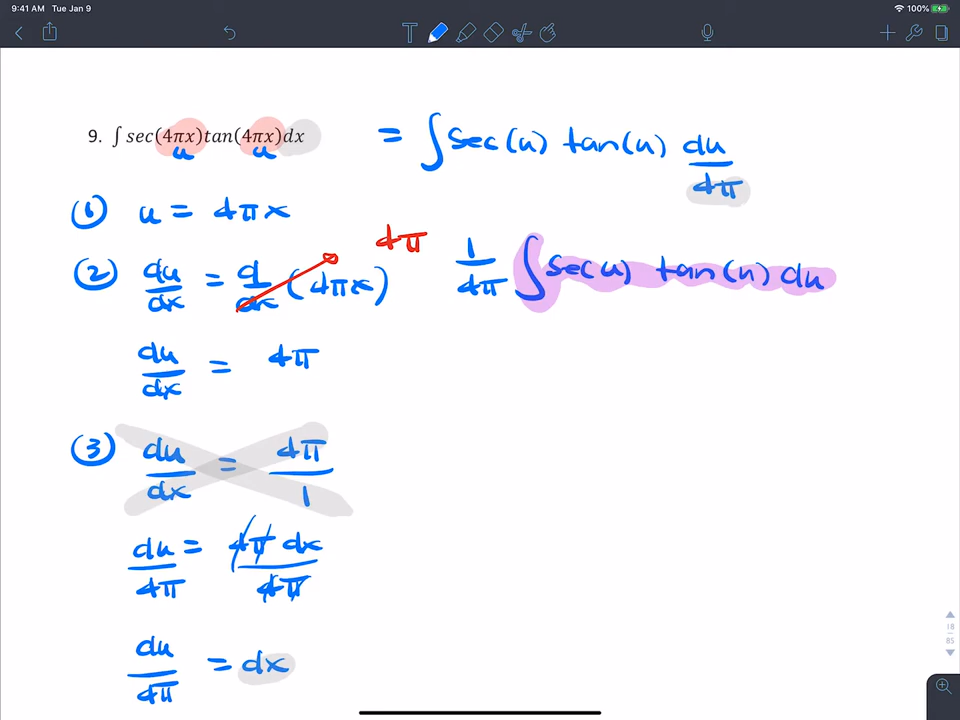 9:41 AM Tue Jan 9
100%
9. ∫ sec(4πx)tan(4πx)dx
u u
= ∫ sec(u) tan(u) du/4π
① u = 4πx
② du/dx = d/dx (4πx) 4π
1/4π ∫ sec(u) tan(u) du
du/dx = 4π
③ du/dx = 4π/1
du/4π = 4π dx/4π
du/4π = dx
18
85